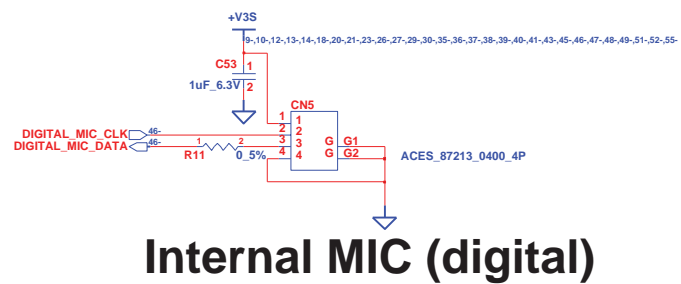 +V3S
9-,10-,12-,13-,14-,18-,20-,21-,23-,26-,27-,29-,30-,35-,36-,37-,38-,39-,40-,41-,43-,45-,46-,47-,48-,49-,51-,52-,55-
C53 1
1uF_6.3V 2
CN5
1 1
DIGITAL_MIC_CLK 46- 2 2
DIGITAL_MIC_DATA 46- 1 2 3 3 G G1
R11 0_5% 4 4 G G2 ACES_87213_0400_4P
Internal MIC (digital)